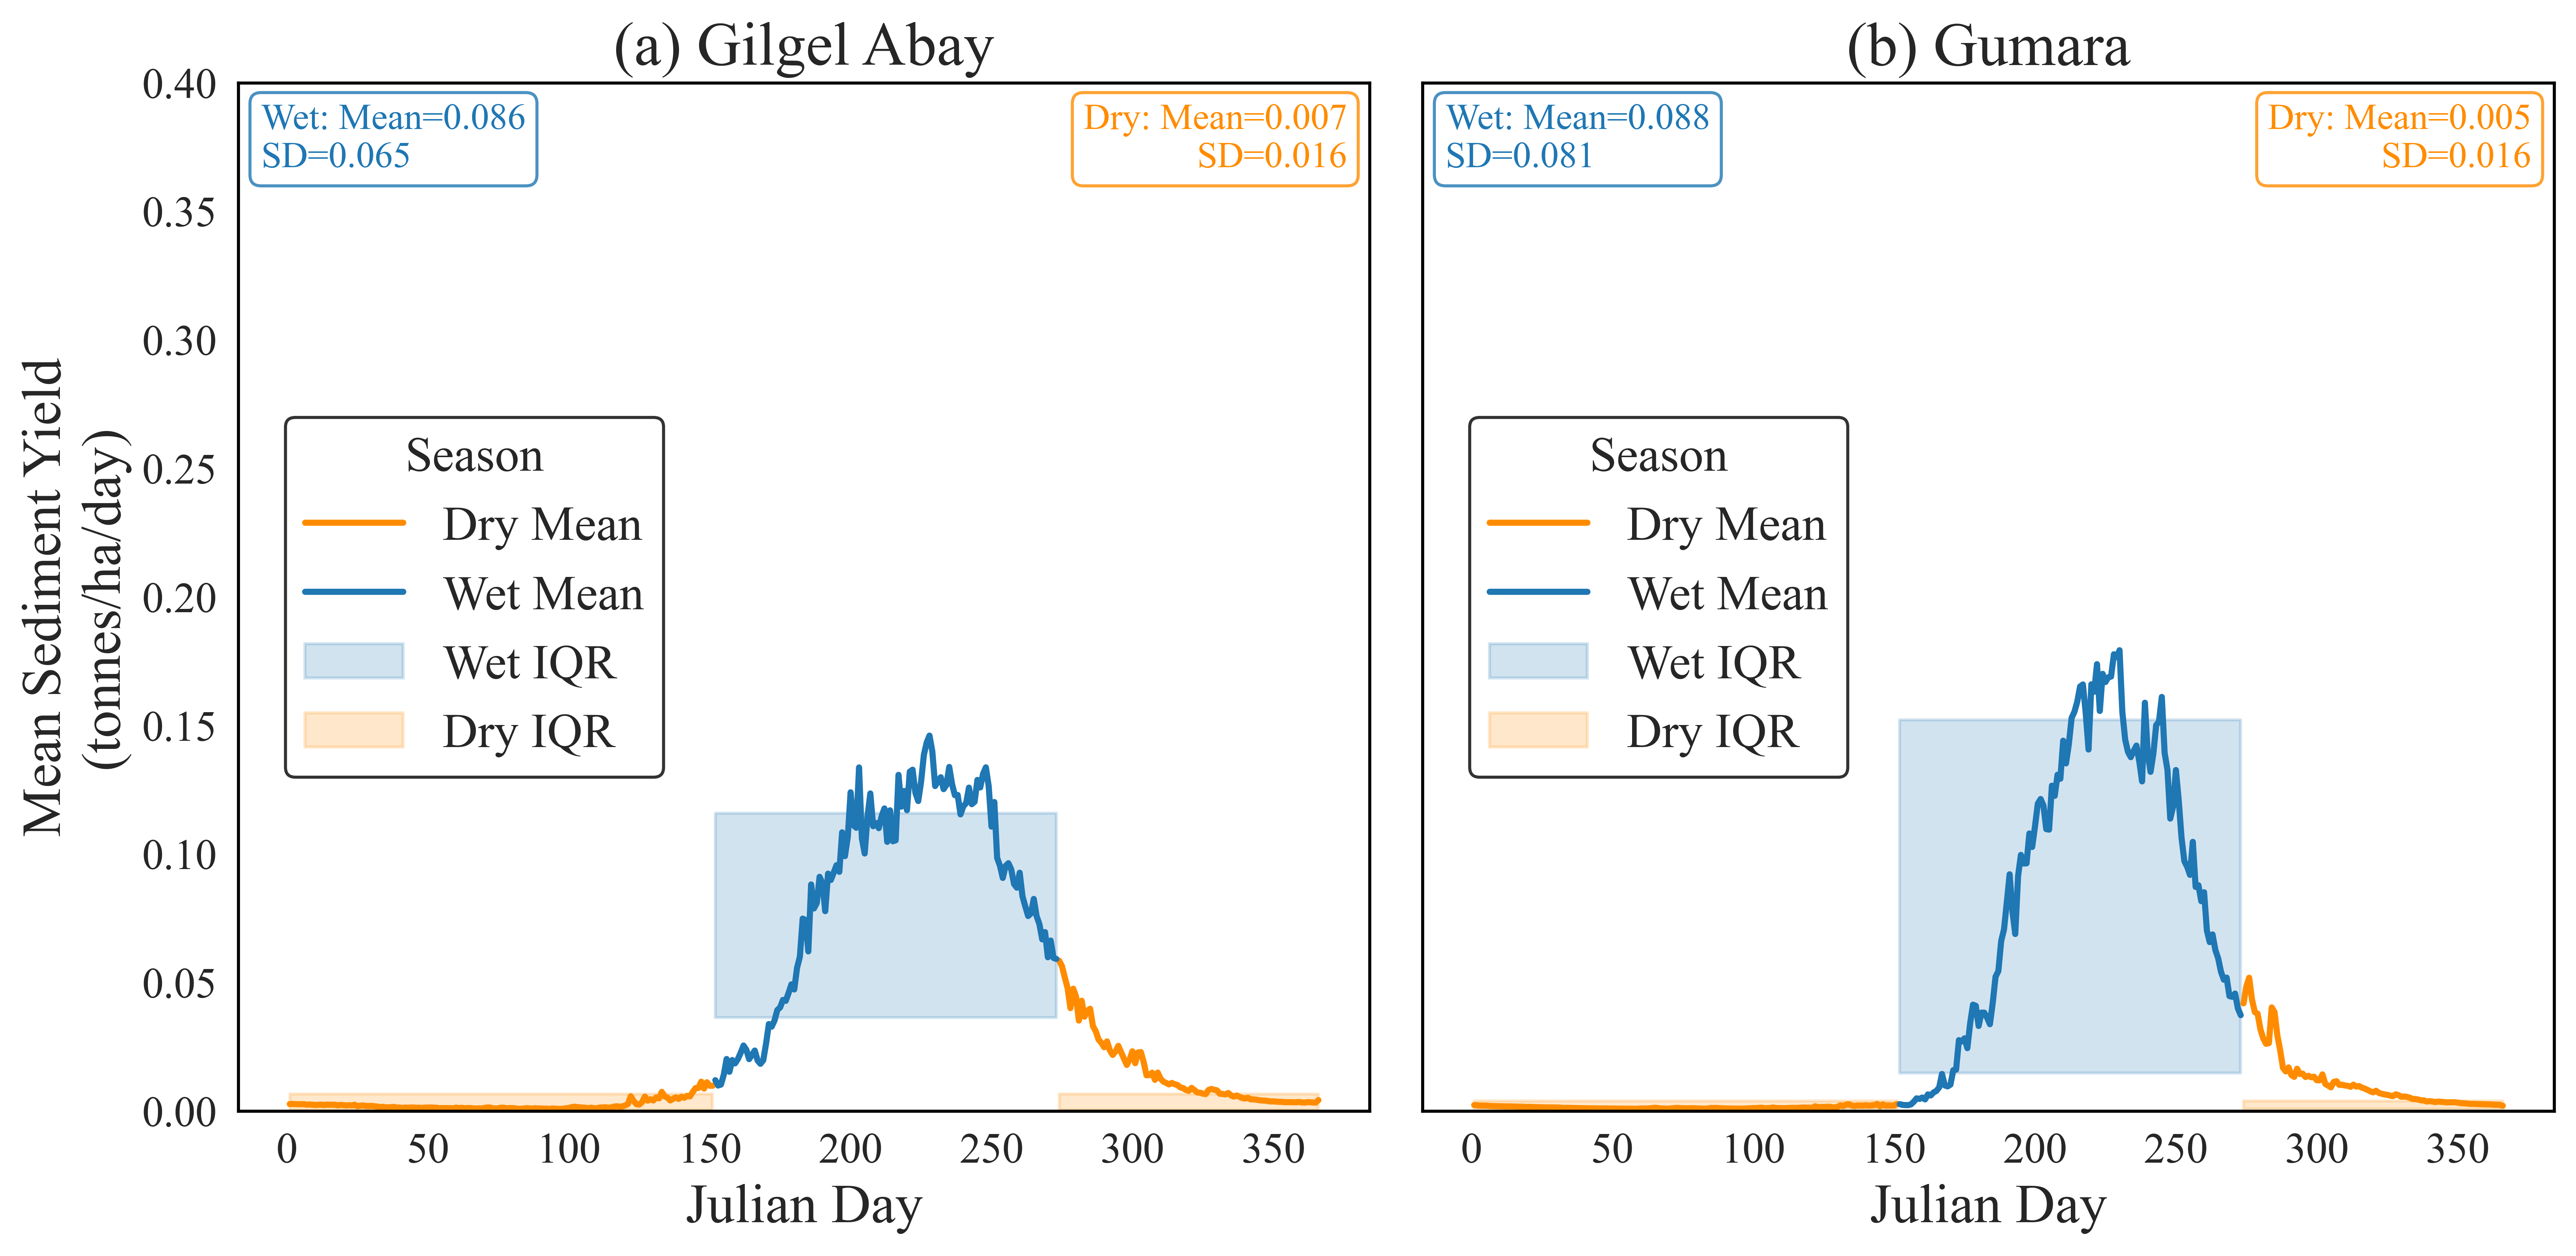 (a) Gilgel Abay
Wet: Mean=0.086
SD=0.065
Dry: Mean=0.007
SD=0.016
Mean Sediment Yield
(tonnes/ha/day)
0.40
0.35
0.30
0.25
0.20
0.15
0.10
0.05
0.00
Season
Dry Mean
Wet Mean
Wet IQR
Dry IQR
0 50 100 150 200 250 300 350
Julian Day
(b) Gumara
Wet: Mean=0.088
SD=0.081
Dry: Mean=0.005
SD=0.016
Season
Dry Mean
Wet Mean
Wet IQR
Dry IQR
0 50 100 150 200 250 300 350
Julian Day